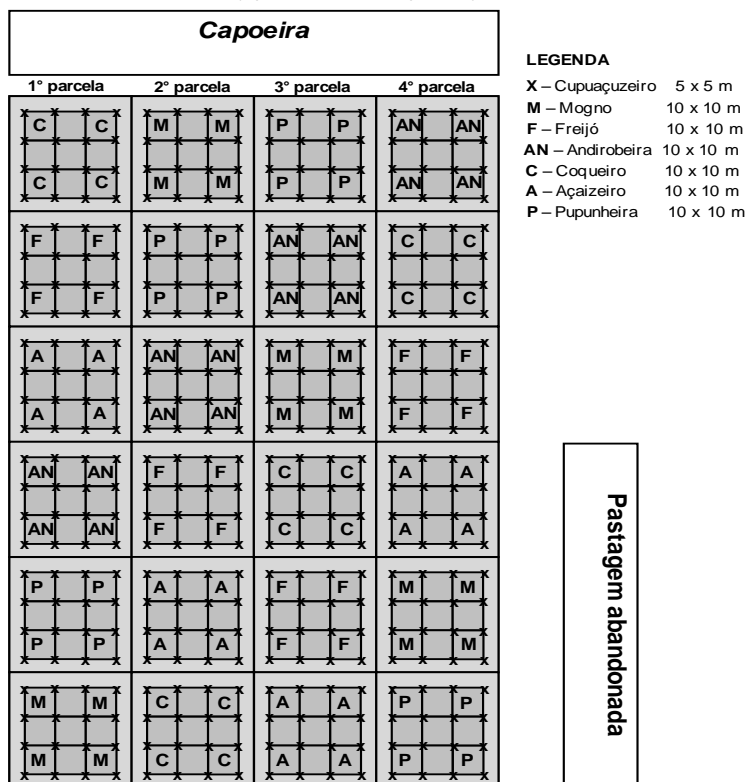 Capoeira
1° parcela 2° parcela 3° parcela 4° parcela
C C M M P P AN AN
C C M M P P AN AN
F F P P AN AN C C
F F P P AN AN C C
A A AN AN M M F F
A A AN AN M M F F
AN AN F F C C A A
AN AN F F C C A A
P P A A F F M M
P P A A F F M M
M M C C A A P P
M M C C A A P P
LEGENDA
X – Cupuaçuzeiro 5 x 5 m
M – Mogno 10 x 10 m
F – Freijó 10 x 10 m
AN – Andirobeira 10 x 10 m
C – Coqueiro 10 x 10 m
A – Açaizeiro 10 x 10 m
P – Pupunheira 10 x 10 m
Pastagem abandonada